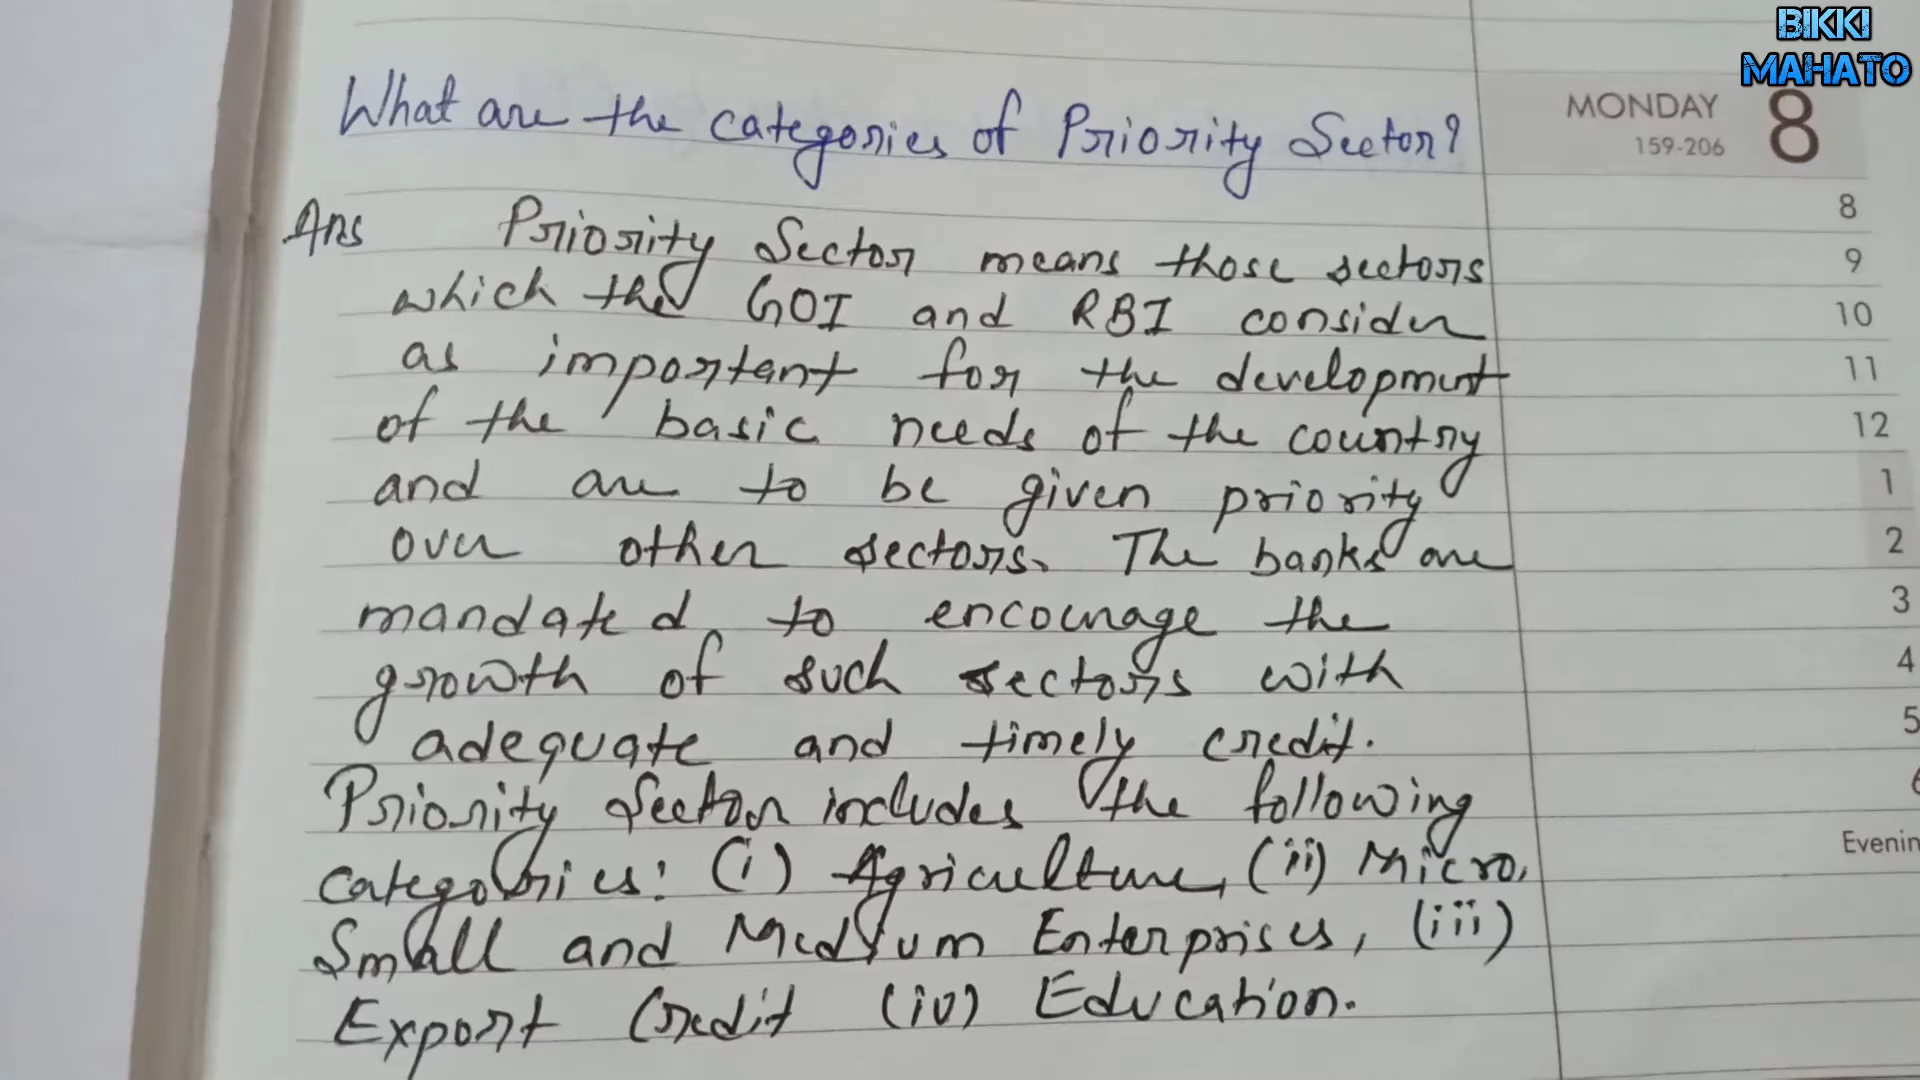 BIKKI
MAHATO
MONDAY
159-206
8
What are the categories of Priority Sector?
Ans Priority Sector means those sectors
which the GOI and RBI consider
as important for the development
of the basic needs of the country
and are to be given priority
over other sectors. The banks are
mandated to encourage the
growth of such sectors with
adequate and timely credit.
Priority Sector includes the following
categories: (i) Agriculture, (ii) Micro,
Small and Medium Enterprises, (iii)
Export Credit (iv) Education.
8
9
10
11
12
1
2
3
4
5
Evenin